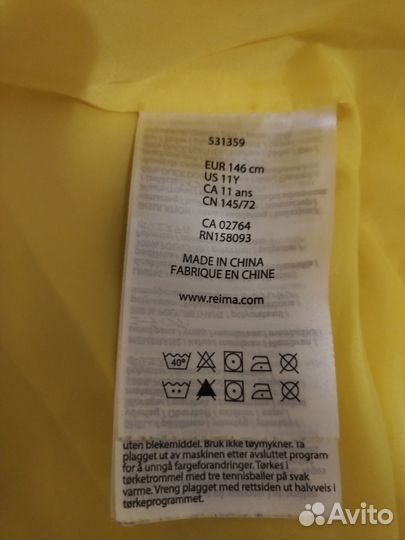 531359
EUR 146 cm
US 11Y
CA 11 ans
CN 145/72
CA 02764
RN158093
MADE IN CHINA
FABRIQUE EN CHINE
www.reima.com
40°
uten blekemiddel. Bruk ikke tøymykner. Ta
plagget ut av maskinen etter avsluttet program
for å unngå fargeforandringer. Tørkes i
tørketrommel med tre tennisballer på svak
varme. Vreng plagget med rettsiden ut halvveis i
tørkeprogrammet.
Avito